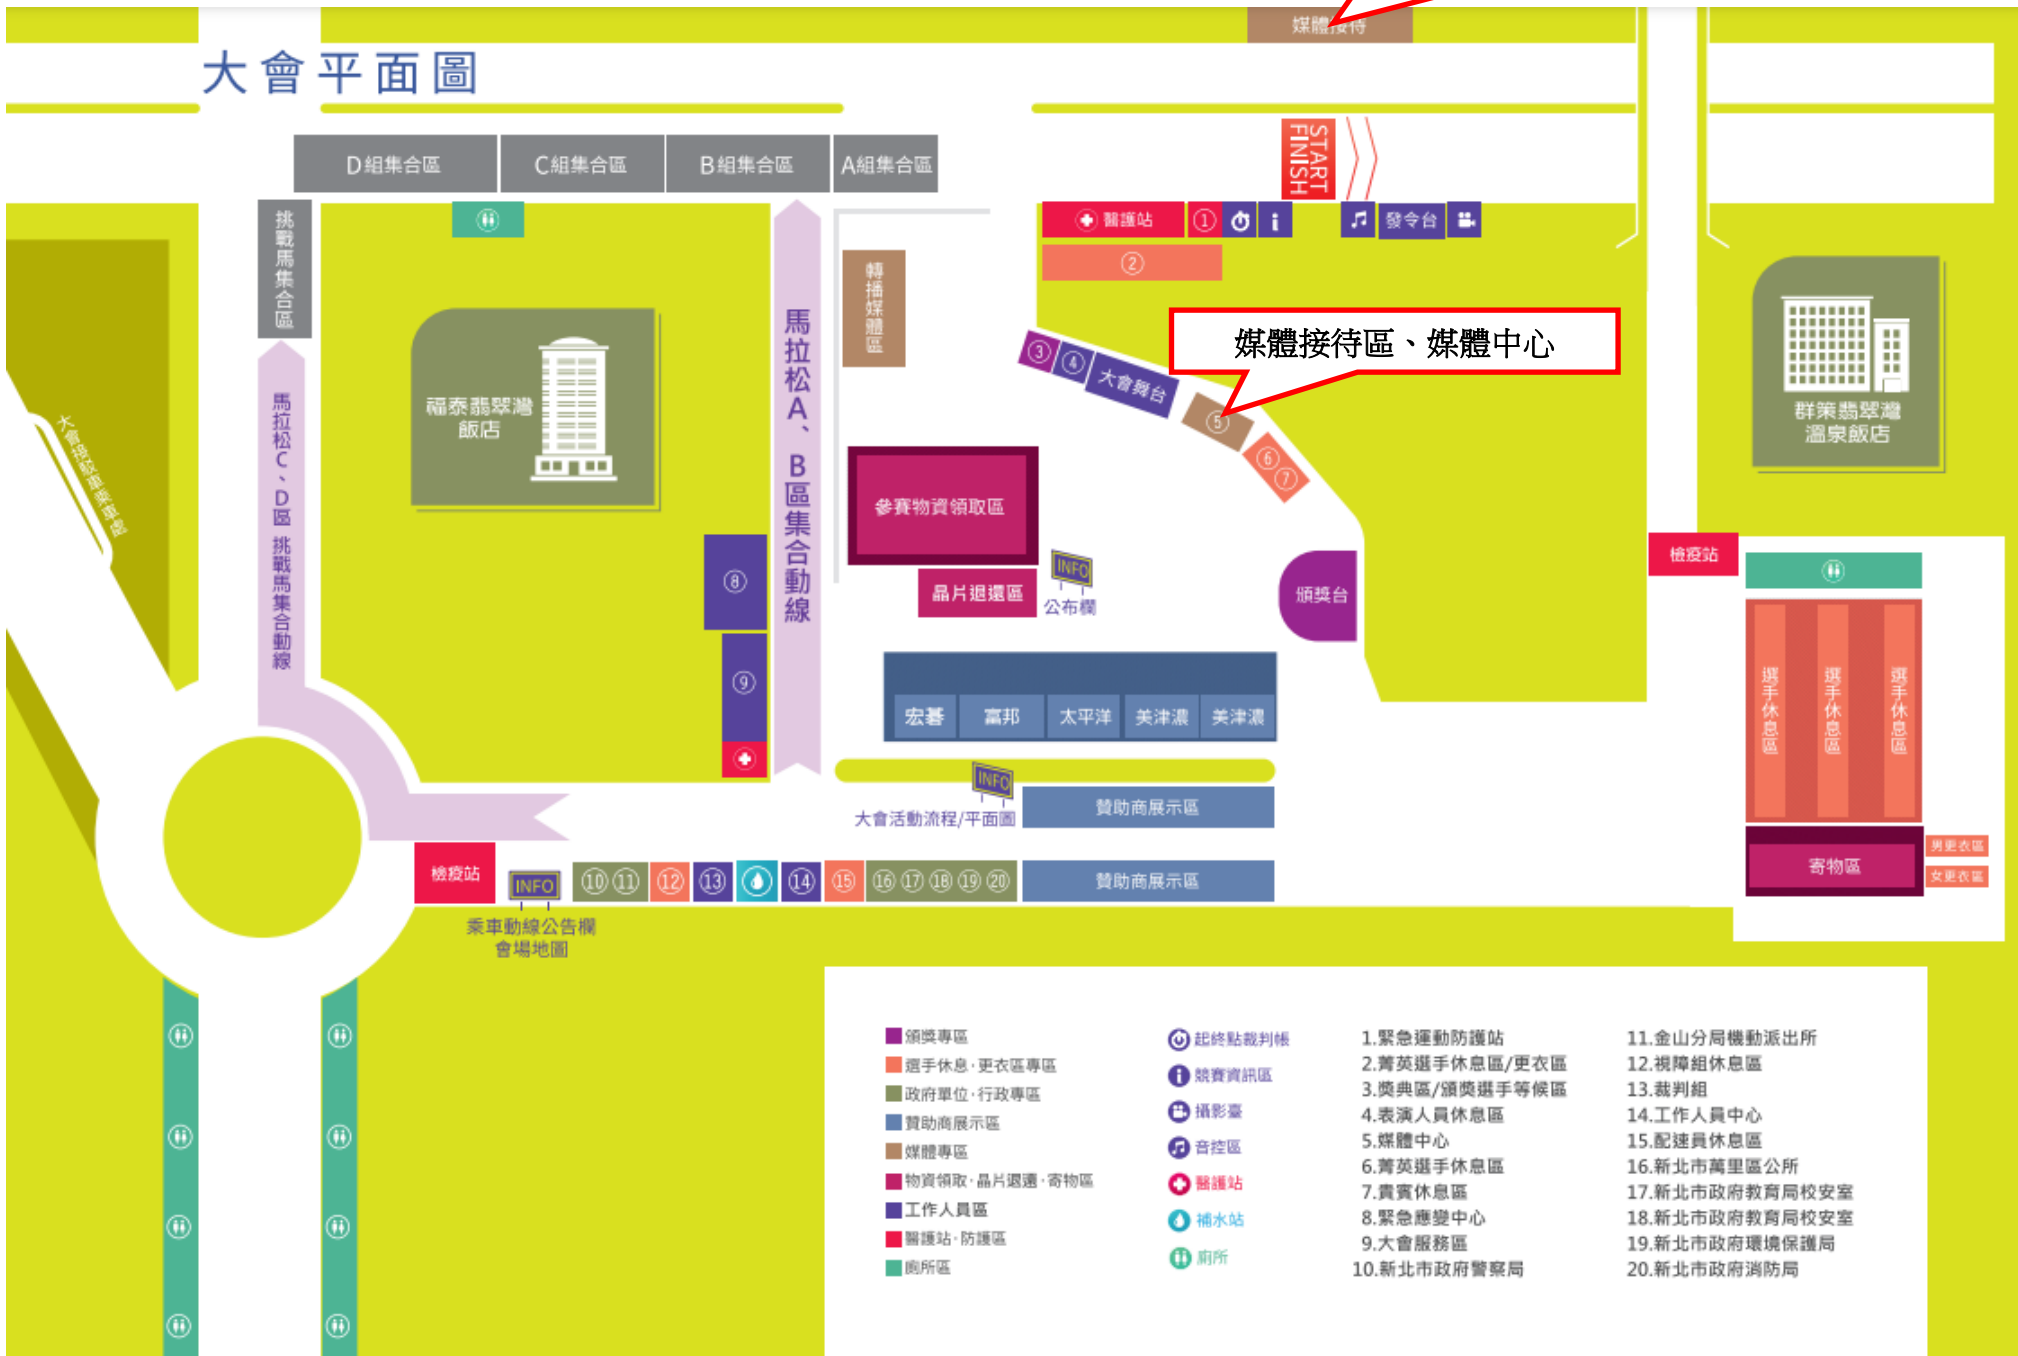 媒體接待
大會平面圖
START
FINISH
D組集合區
C組集合區
B組集合區
A組集合區
挑戰馬集合區
醫護站
①
發令台
②
轉播媒體區
媒體接待區、媒體中心
③
④
大會舞台
⑤
⑥
⑦
福泰翡翠灣
飯店
群策翡翠灣
溫泉飯店
馬拉松A、B區集合動線
馬拉松C、D區 挑戰馬集合動線
大會接駁車乘車處
參賽物資領取區
晶片退還區
INFO
公布欄
頒獎台
檢疫站
⑧
⑨
選手休息區
選手休息區
選手休息區
宏碁
富邦
太平洋
美津濃
美津濃
INFO
大會活動流程/平面圖
贊助商展示區
寄物區
男更衣區
女更衣區
檢疫站
INFO
乘車動線公告欄
會場地圖
⑩
⑪
⑫
⑬
⑭
⑮
⑯
⑰
⑱
⑲
⑳
贊助商展示區
頒獎專區
選手休息·更衣區專區
政府單位·行政專區
贊助商展示區
媒體專區
物資領取·晶片退還·寄物區
工作人員區
醫護站·防護區
廁所區
起終點裁判帳
競賽資訊區
攝影臺
音控區
醫護站
補水站
廁所
1.緊急運動防護站
2.菁英選手休息區/更衣區
3.獎典區/頒獎選手等候區
4.表演人員休息區
5.媒體中心
6.菁英選手休息區
7.貴賓休息區
8.緊急應變中心
9.大會服務區
10.新北市政府警察局
11.金山分局機動派出所
12.視障組休息區
13.裁判組
14.工作人員中心
15.配速員休息區
16.新北市萬里區公所
17.新北市政府教育局校安室
18.新北市政府教育局校安室
19.新北市政府環境保護局
20.新北市政府消防局